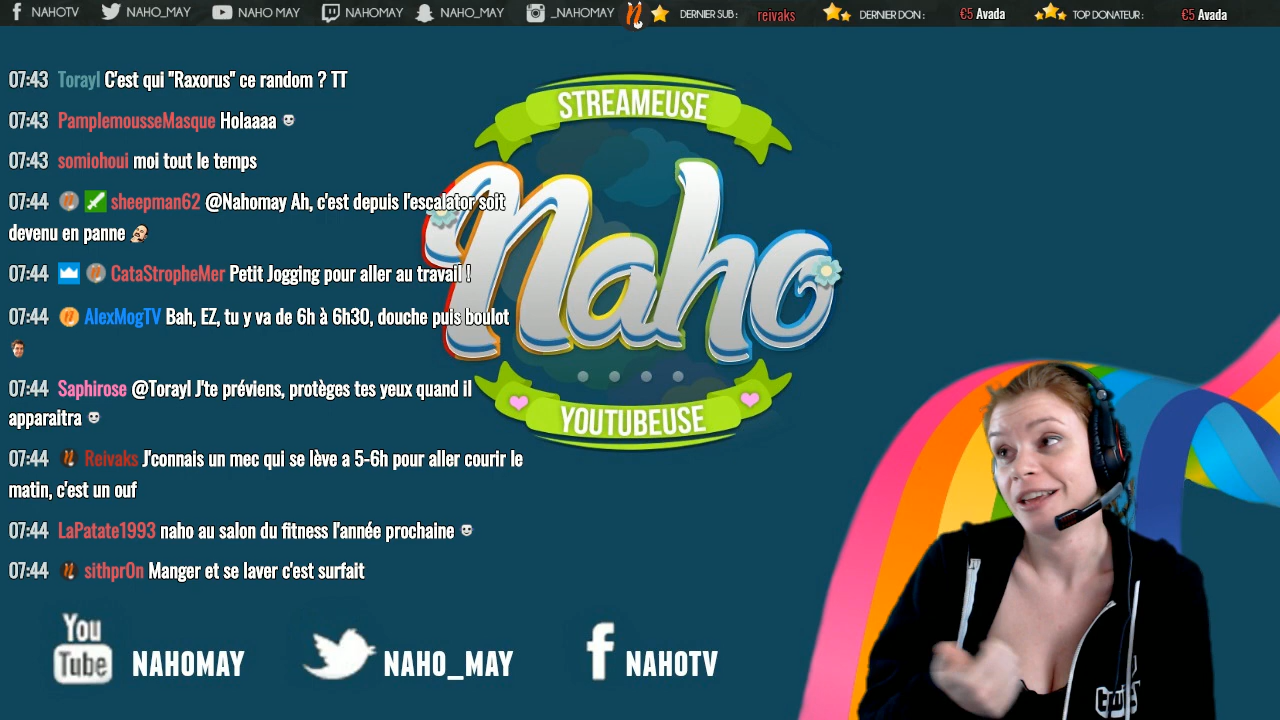 NAHOTV NAHO_MAY NAHO MAY NAHOMAY NAHO_MAY _NAHOMAY DERNIER SUB : reivaks DERNIER DON : €5 Avada TOP DONATEUR : €5 Avada
07:43 Torayl C'est qui "Raxorus" ce random ? TT
07:43 PamplemousseMasque Holaaaa
07:43 somiohoui moi tout le temps
07:44 sheepman62 @Nahomay Ah, c'est depuis l'escalator soit
devenu en panne
07:44 CataStropheMer Petit Jogging pour aller au travail !
07:44 AlexMogTV Bah, EZ, tu y va de 6h à 6h30, douche puis boulot
07:44 Saphirose @Torayl J'te préviens, protèges tes yeux quand il
apparaitra
07:44 Reivaks J'connais un mec qui se lève a 5-6h pour aller courir le
matin, c'est un ouf
07:44 LaPatate1993 naho au salon du fitness l'année prochaine
07:44 sithpr0n Manger et se laver c'est surfait
STREAMEUSE
Naho
YOUTUBEUSE
You
Tube NAHOMAY NAHO_MAY NAHOTV